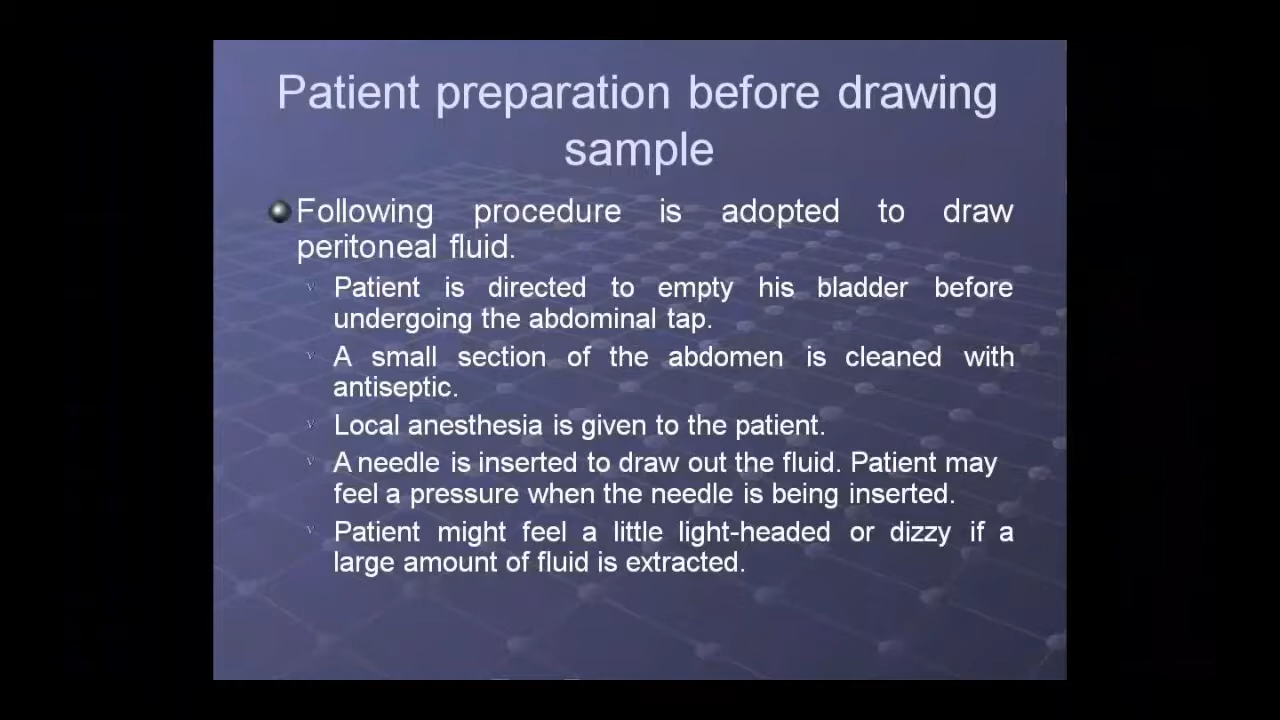 Patient preparation before drawing
sample
Following procedure is adopted to draw
peritoneal fluid.
Patient is directed to empty his bladder before
undergoing the abdominal tap.
A small section of the abdomen is cleaned with
antiseptic.
Local anesthesia is given to the patient.
A needle is inserted to draw out the fluid. Patient may
feel a pressure when the needle is being inserted.
Patient might feel a little light-headed or dizzy if a
large amount of fluid is extracted.